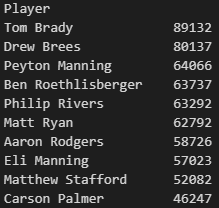 Player
Tom Brady 89132
Drew Brees 80137
Peyton Manning 64066
Ben Roethlisberger 63737
Philip Rivers 63292
Matt Ryan 62792
Aaron Rodgers 58726
Eli Manning 57023
Matthew Stafford 52082
Carson Palmer 46247